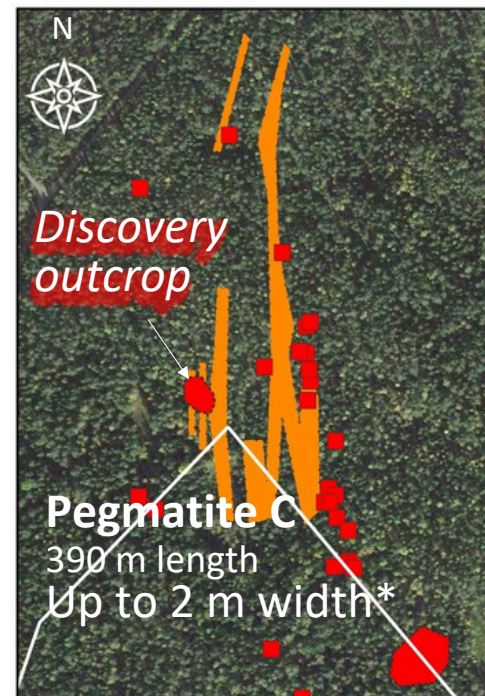 N
Discovery
outcrop
Pegmatite C
390 m length
Up to 2 m width*